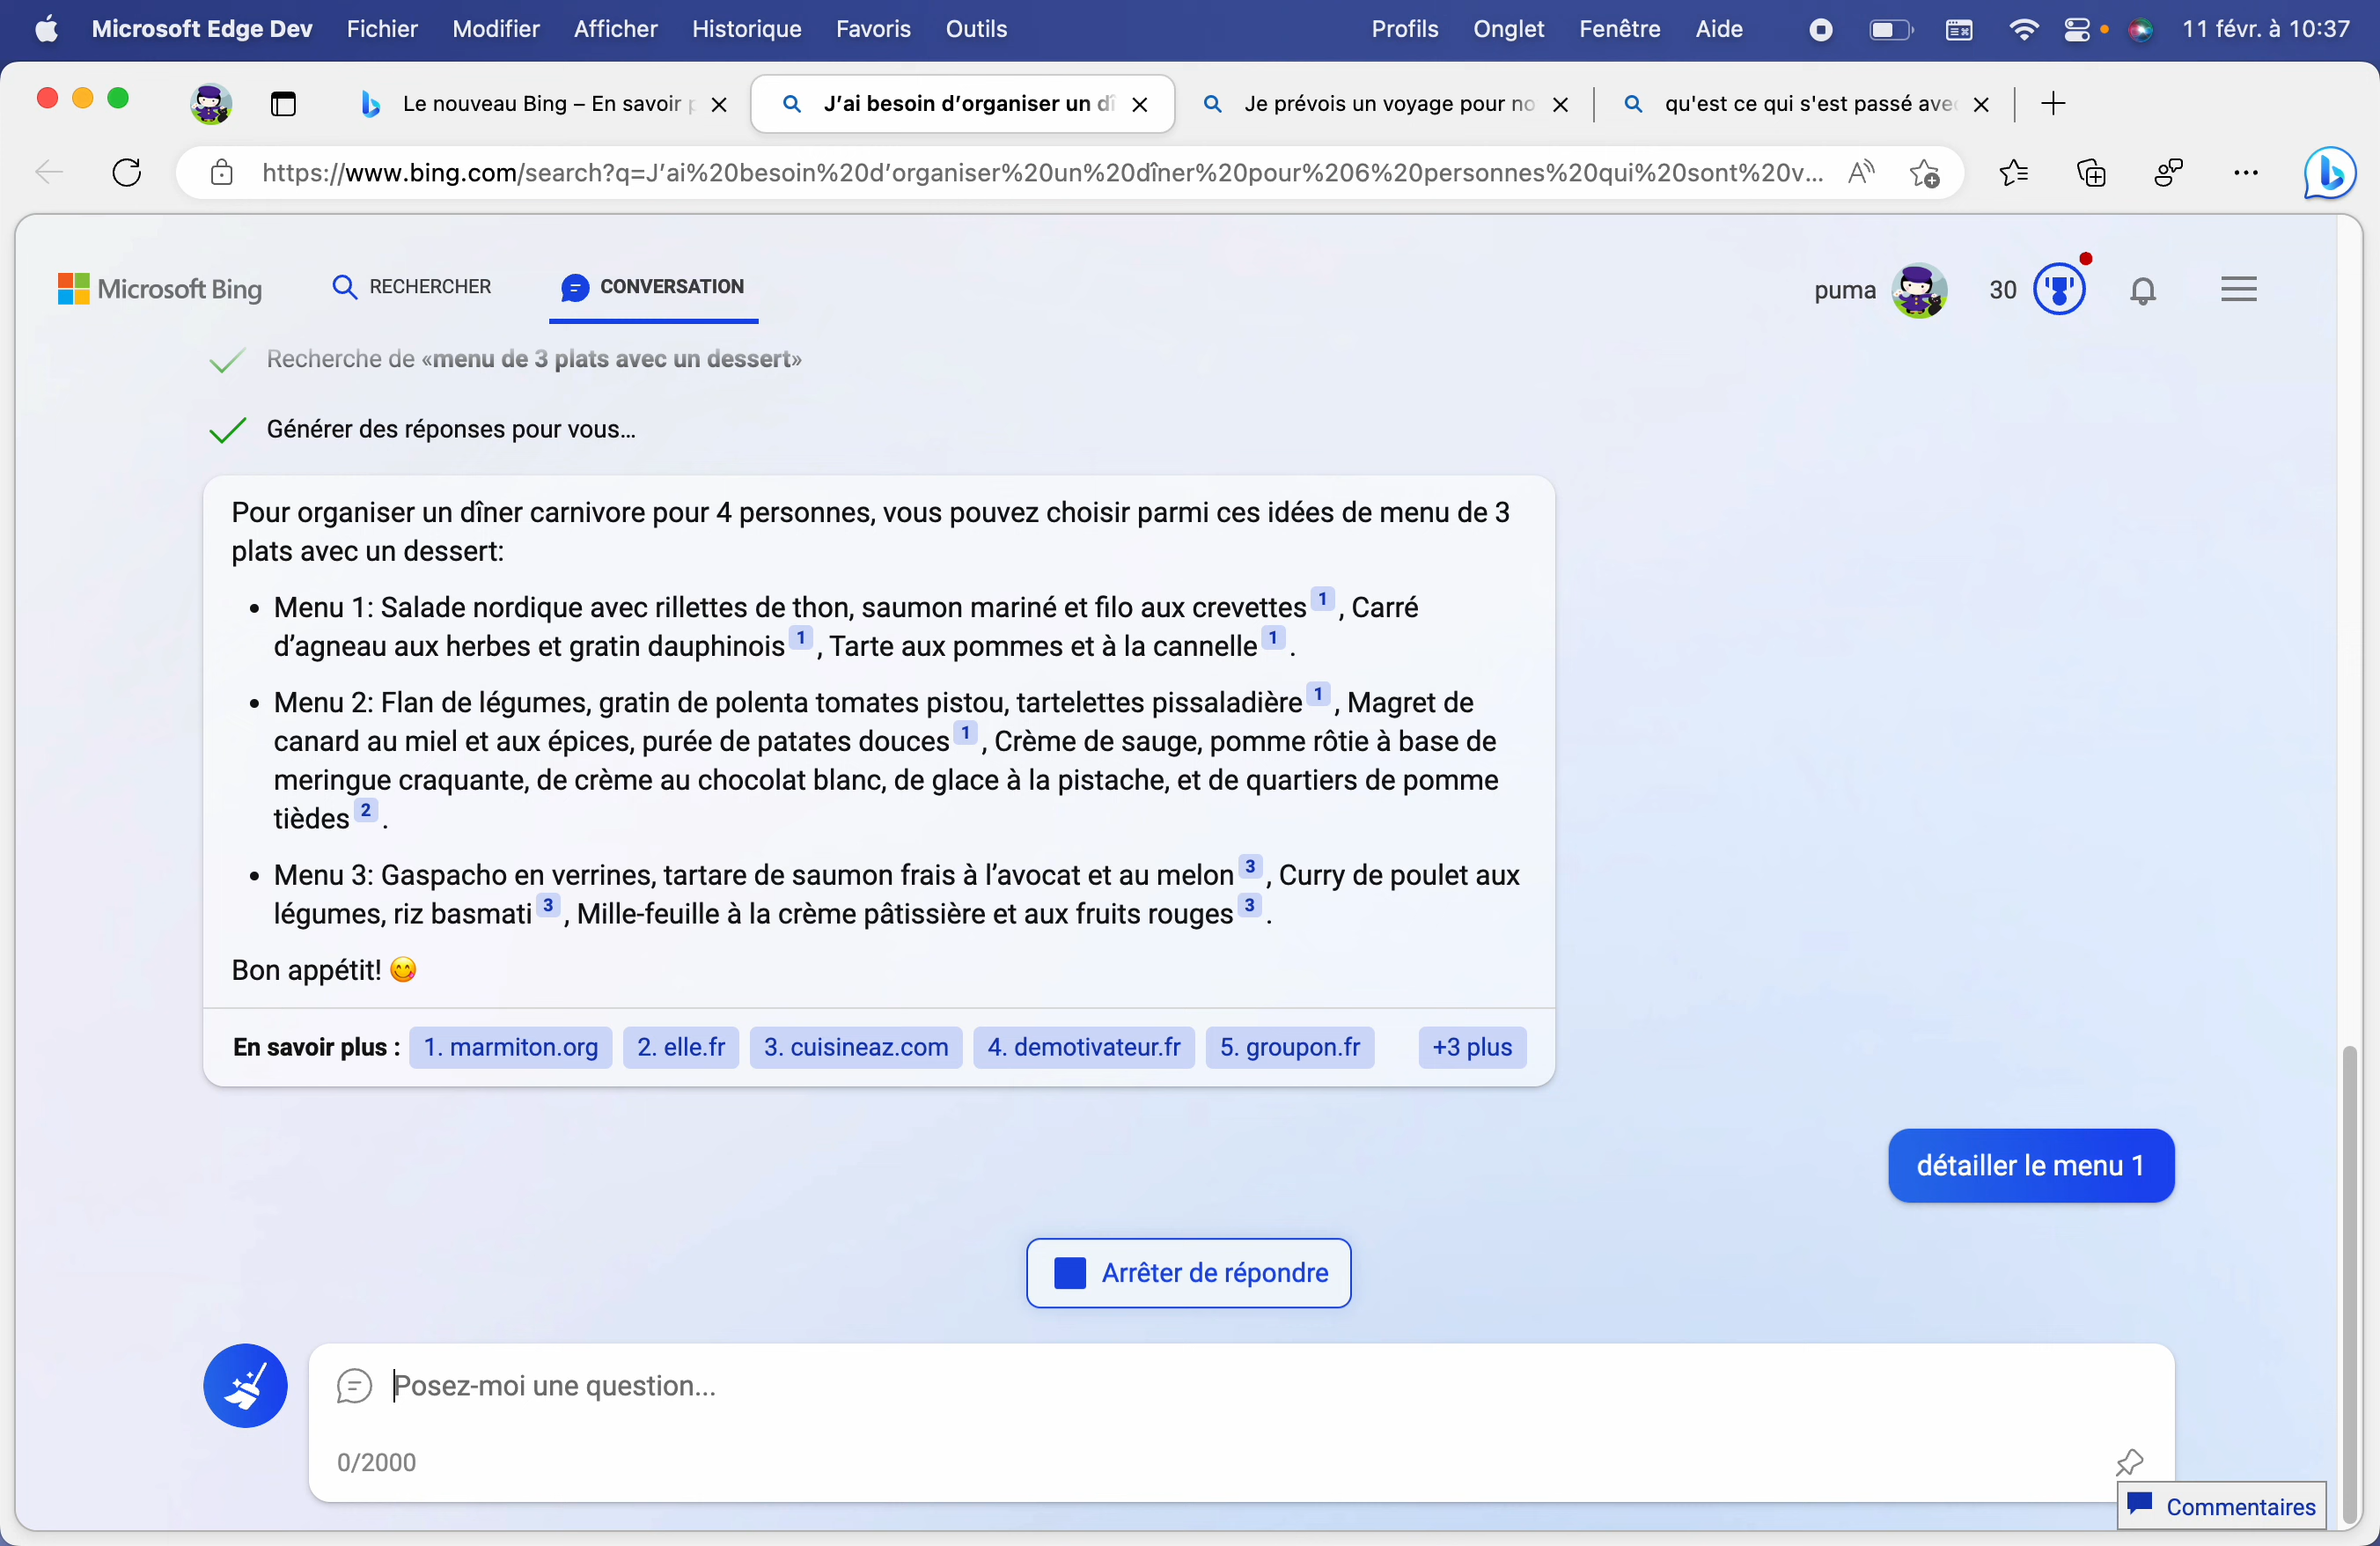 Microsoft Edge Dev Fichier Modifier Afficher Historique Favoris Outils Profils Onglet Fenêtre Aide 11 févr. à 10:37
Le nouveau Bing – En savoir J'ai besoin d'organiser un dî Je prévois un voyage pour no qu'est ce qui s'est passé ave
https://www.bing.com/search?q=J'ai%20besoin%20d'organiser%20un%20dîner%20pour%206%20personnes%20qui%20sont%20v...
Microsoft Bing RECHERCHER CONVERSATION puma 30
Recherche de «menu de 3 plats avec un dessert»
Générer des réponses pour vous...
Pour organiser un dîner carnivore pour 4 personnes, vous pouvez choisir parmi ces idées de menu de 3
plats avec un dessert:
• Menu 1: Salade nordique avec rillettes de thon, saumon mariné et filo aux crevettes 1 , Carré
d'agneau aux herbes et gratin dauphinois 1 , Tarte aux pommes et à la cannelle 1 .
• Menu 2: Flan de légumes, gratin de polenta tomates pistou, tartelettes pissaladière 1 , Magret de
canard au miel et aux épices, purée de patates douces 1 , Crème de sauge, pomme rôtie à base de
meringue craquante, de crème au chocolat blanc, de glace à la pistache, et de quartiers de pomme
tièdes 2 .
• Menu 3: Gaspacho en verrines, tartare de saumon frais à l'avocat et au melon 3 , Curry de poulet aux
légumes, riz basmati 3 , Mille-feuille à la crème pâtissière et aux fruits rouges 3 .
Bon appétit! 😋
En savoir plus : 1. marmiton.org 2. elle.fr 3. cuisineaz.com 4. demotivateur.fr 5. groupon.fr +3 plus
détailler le menu 1
Arrêter de répondre
Posez-moi une question...
0/2000
Commentaires